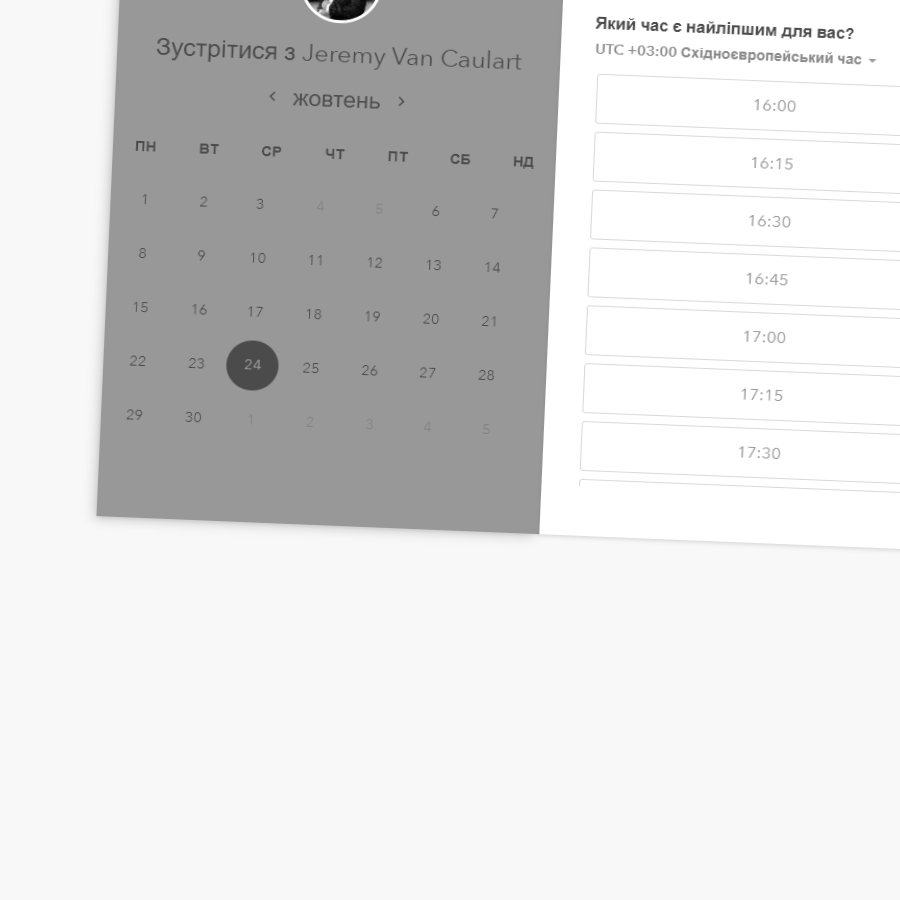 Зустрітися з Jeremy Van Caulart
‹ жовтень ›
ПН ВТ СР ЧТ ПТ СБ НД
1 2 3 4 5 6 7
8 9 10 11 12 13 14
15 16 17 18 19 20 21
22 23 24 25 26 27 28
29 30 1 2 3 4 5
Який час є найліпшим для вас?
UTC +03:00 Східноєвропейський час
16:00
16:15
16:30
16:45
17:00
17:15
17:30